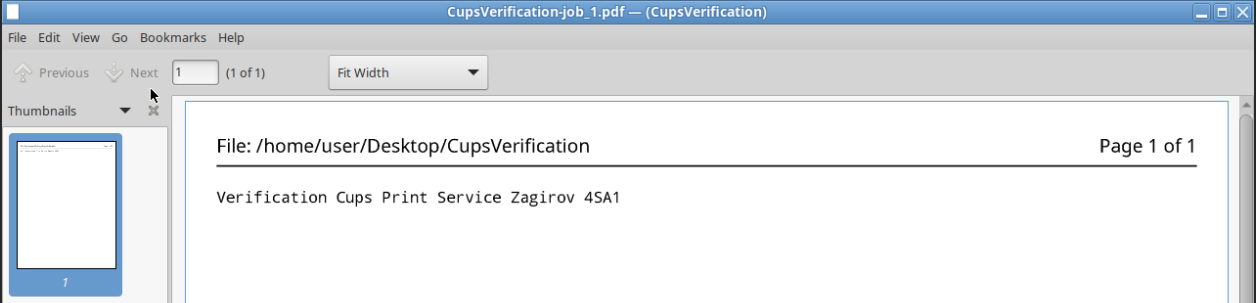 CupsVerification-job_1.pdf — (CupsVerification)
File Edit View Go Bookmarks Help
Previous Next 1 (1 of 1) Fit Width
Thumbnails
File: /home/user/Desktop/CupsVerification Page 1 of 1
Verification Cups Print Service Zagirov 4SA1
1